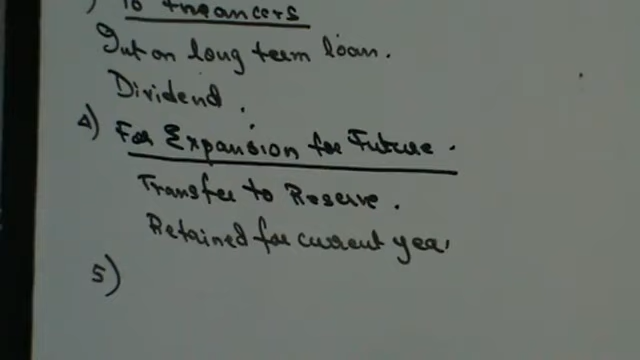 ) To Financers
Int on long term loan.
Dividend.
4) For Expansion for Future.
Transfer to Reserve.
Retained for current year
5)